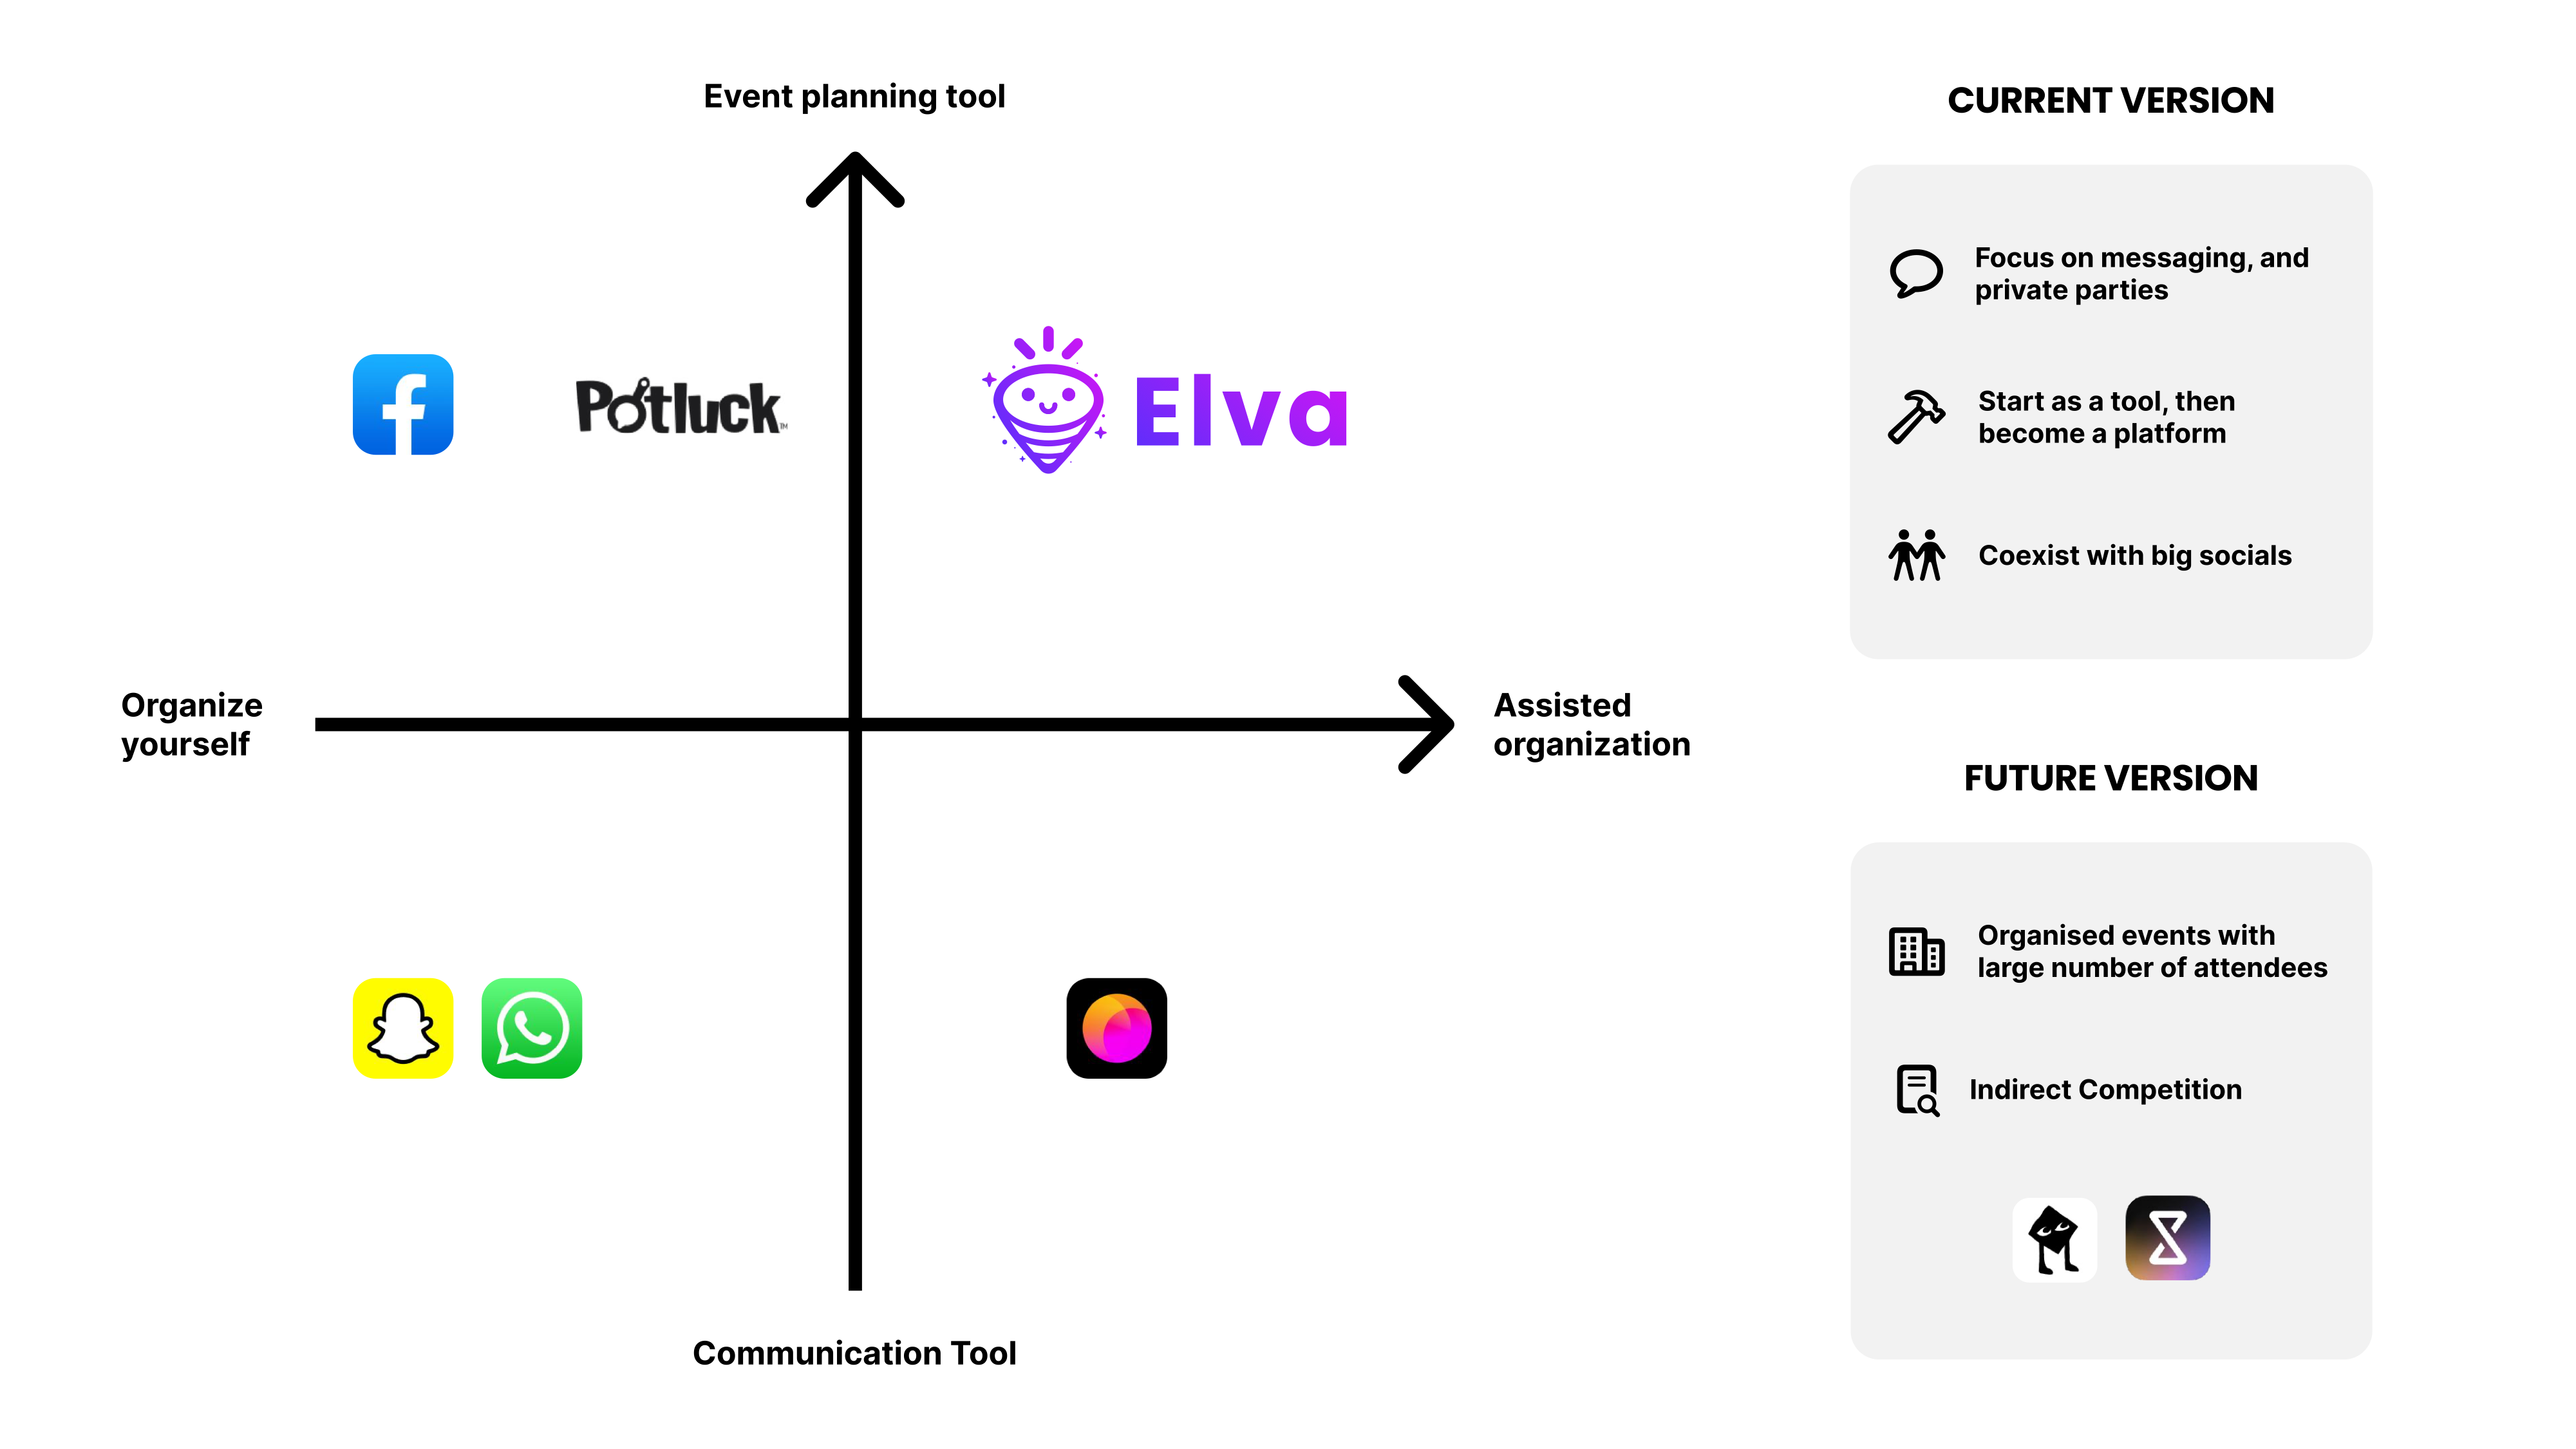 Event planning tool
Potluck™
Elva
Organize
yourself
Assisted
organization
Communication Tool
CURRENT VERSION
Focus on messaging, and
private parties
Start as a tool, then
become a platform
Coexist with big socials
FUTURE VERSION
Organised events with
large number of attendees
Indirect Competition